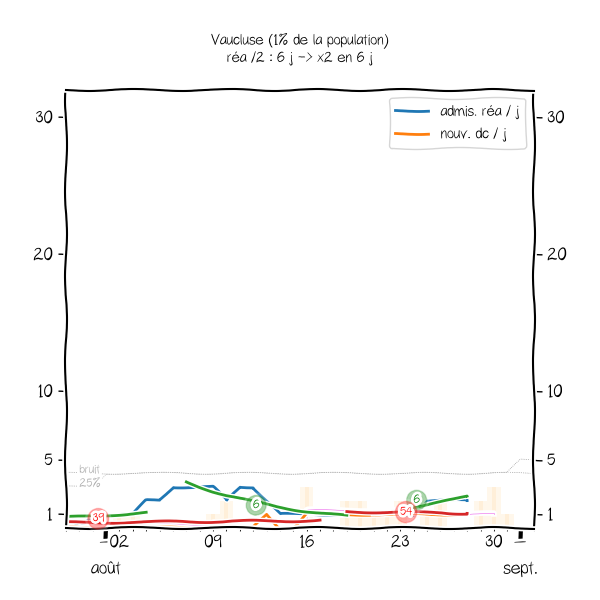 Vaucluse (1% de la population)
réa /2 : 6 j -> x2 en 6 j
admis. réa / j
nouv. dc / j
30 30
20 20
10 10
5 5
bruit
25%
1 1
39 6 54 6
02 09 16 23 30
août sept.